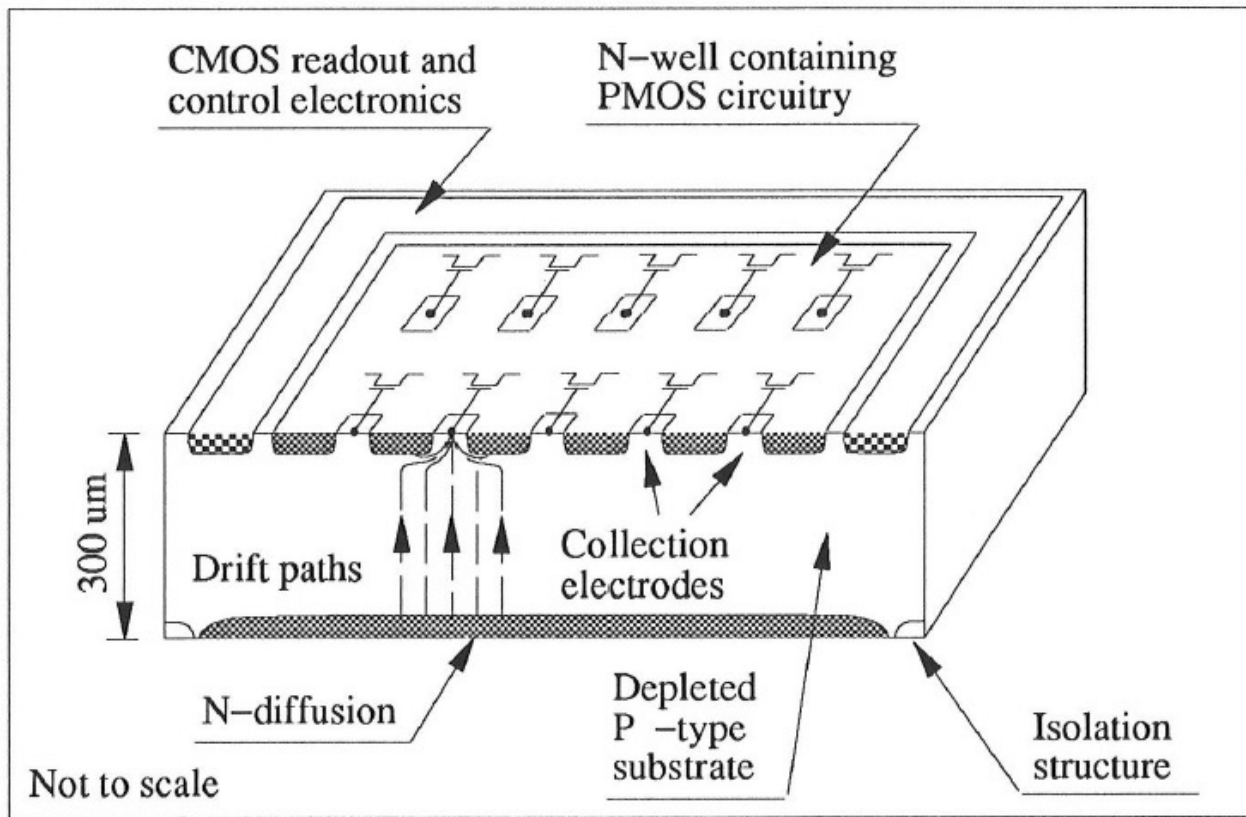 CMOS readout and
control electronics
N-well containing
PMOS circuitry
300 um
Drift paths
Collection
electrodes
N-diffusion
Depleted
P -type
substrate
Isolation
structure
Not to scale